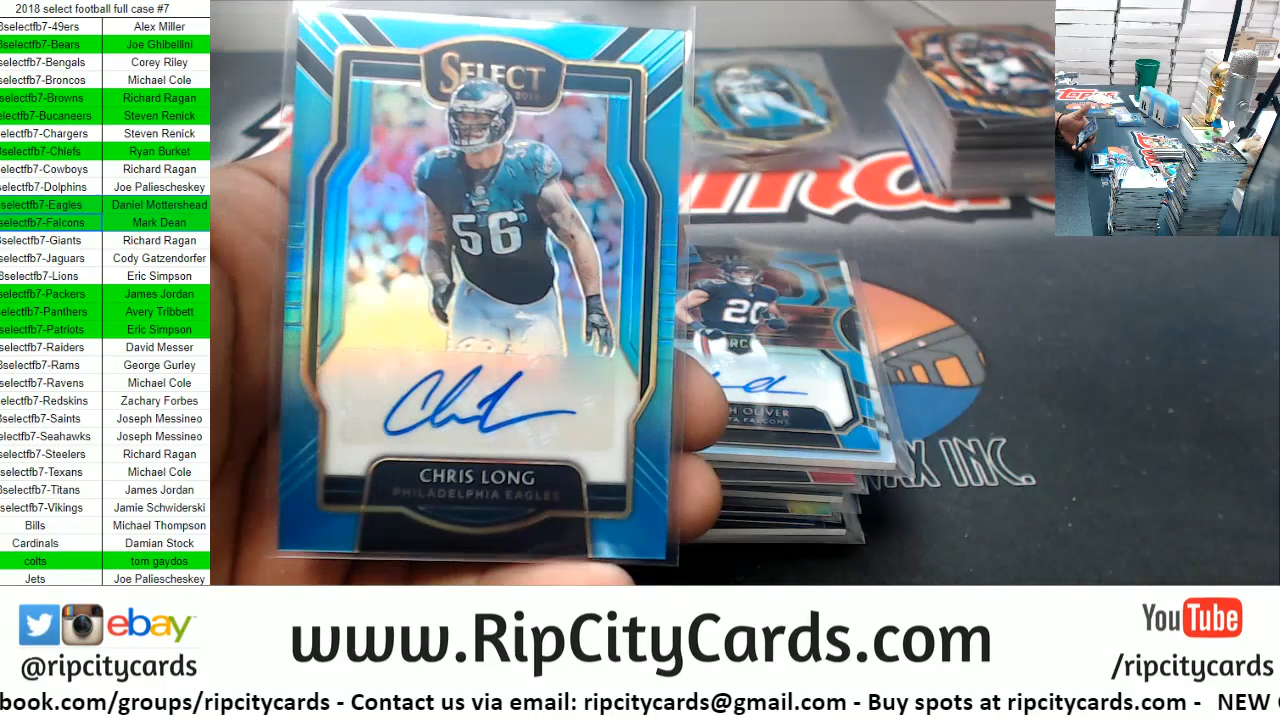 2018 select football full case #7
8selectfb7-49ers Alex Miller
selectfb7-Bears Joe Ghibellini
selectfb7-Bengals Corey Riley
selectfb7-Broncos Michael Cole
selectfb7-Browns Richard Ragan
electfb7-Bucaneers Steven Renick
electfb7-Chargers Steven Renick
8selectfb7-Chiefs Ryan Burket
electfb7-Cowboys Richard Ragan
selectfb7-Dolphins Joe Paliescheskey
selectfb7-Eagles Daniel Mottershead
selectfb7-Falcons Mark Dean
8selectfb7-Giants Richard Ragan
selectfb7-Jaguars Cody Gatzendorfer
8selectfb7-Lions Eric Simpson
selectfb7-Packers James Jordan
electfb7-Panthers Avery Tribbett
selectfb7-Patriots Eric Simpson
selectfb7-Raiders David Messer
8selectfb7-Rams George Gurley
selectfb7-Ravens Michael Cole
electfb7-Redskins Zachary Forbes
8selectfb7-Saints Joseph Messineo
electfb7-Seahawks Joseph Messineo
electfb7-Steelers Richard Ragan
selectfb7-Texans Michael Cole
8selectfb7-Titans James Jordan
selectfb7-Vikings Jamie Schwiderski
Bills Michael Thompson
Cardinals Damian Stock
colts tom gaydos
Jets Joe Paliescheskey
SELECT
2018
56
CHRIS LONG
PHILADELPHIA EAGLES
20
RC
H OLIVER
TA FALCONS
AX INC.
Topps
ebay
@ripcitycards
www.RipCityCards.com
YouTube
/ripcitycards
book.com/groups/ripcitycards - Contact us via email: ripcitycards@gmail.com - Buy spots at ripcitycards.com - NEW